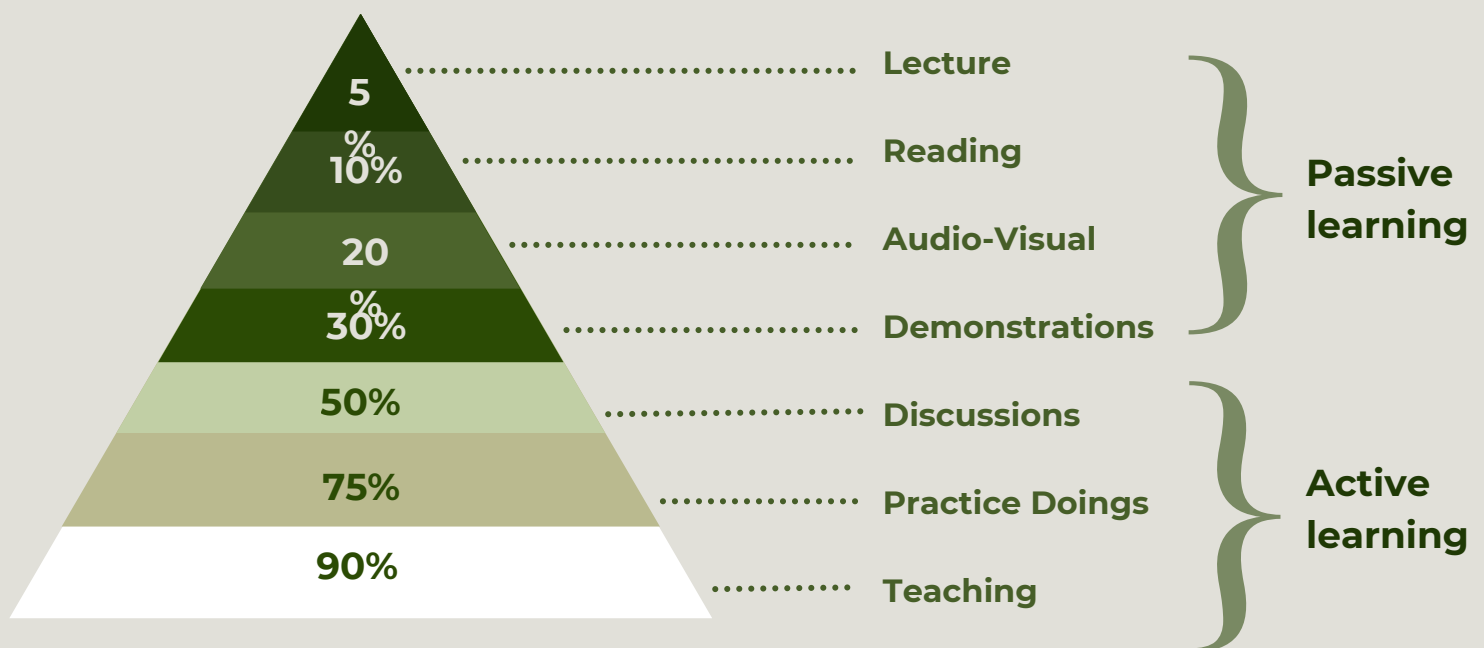 5
%
10%
20
%
30%
50%
75%
90%
Lecture
Reading
Audio-Visual
Demonstrations
Discussions
Practice Doings
Teaching
Passive
learning
Active
learning